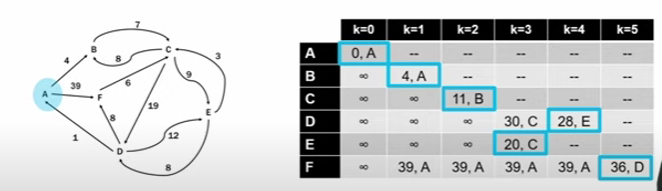 7
B
C
4
8
3
9
A
39
6
F
19
E
8
12
1
D
8
k=0 k=1 k=2 k=3 k=4 k=5
A 0, A -- -- -- -- --
B ∞ 4, A -- -- -- --
C ∞ ∞ 11, B -- -- --
D ∞ ∞ ∞ 30, C 28, E --
E ∞ ∞ ∞ 20, C -- --
F ∞ 39, A 39, A 39, A 39, A 36, D